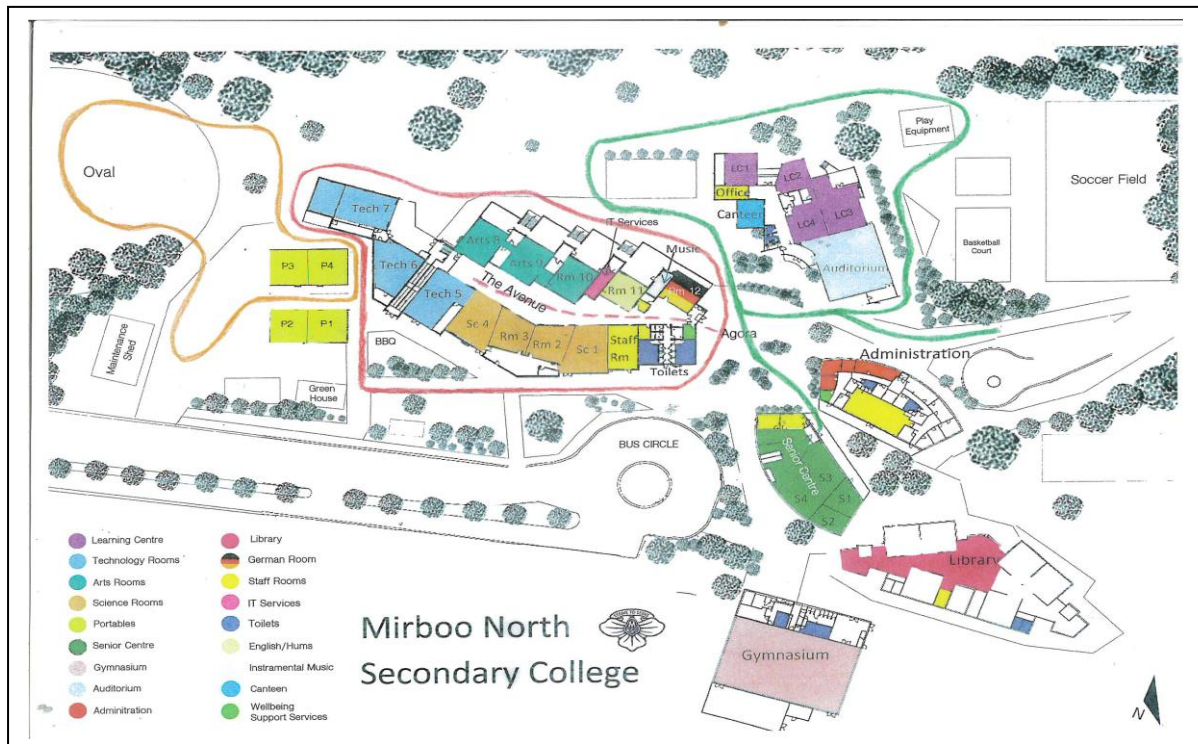 Oval
Play
Equipment
Soccer Field
Basketball
Court
LC1
LC2
Office
Canteen
LC4
LC3
Auditorium
IT Services
Music
Tech 7
Arts 8
Arts 9
Rm 10
Rm 11
Rm 12
Tech 6
Tech 5
The Avenue
P3
P4
P2
P1
Sc 4
Rm 3
Rm 2
Sc 1
Staff
Rm
Toilets
Agora
BBQ
Maintenance
Shed
Green
House
Administration
BUS CIRCLE
Senior Centre
S3
S4
S1
S2
Library
Gymnasium
Learning Centre
Technology Rooms
Arts Rooms
Science Rooms
Portables
Senior Centre
Gymnasium
Auditorium
Adminitration
Library
German Room
Staff Rooms
IT Services
Toilets
English/Hums
Instramental Music
Canteen
Wellbeing
Support Services
Mirboo North
Secondary College
N